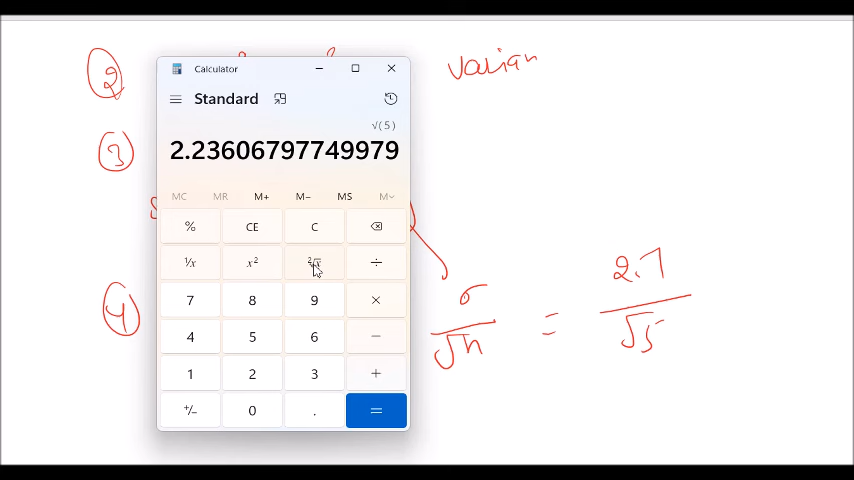 2
varian
3
4
σ/√n = 2.7/√5
Calculator
Standard
√(5)
2.23606797749979
MC MR M+ M− MS M˅
% CE C ⌫
¹/x x² ²√x ÷
7 8 9 ×
4 5 6 −
1 2 3 +
+/− 0 . =